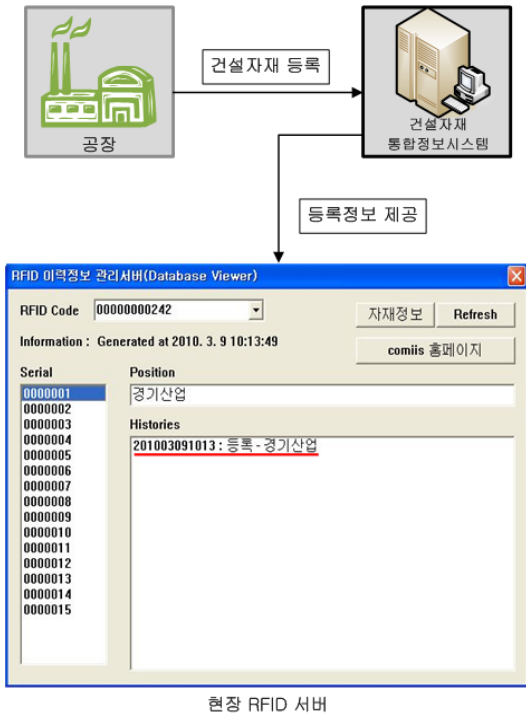 건설자재 등록
공장
건설자재
통합정보시스템
등록정보 제공
RFID 이력정보 관리서버(Database Viewer)
RFID Code 00000000242
자재정보 Refresh
Information : Generated at 2010. 3. 9 10:13:49
comiis 홈페이지
Serial Position
0000001
경기산업
0000002
0000003
Histories
0000004
201003091013 : 등록 - 경기산업
0000005
0000006
0000007
0000008
0000009
0000010
0000011
0000012
0000013
0000014
0000015
현장 RFID 서버